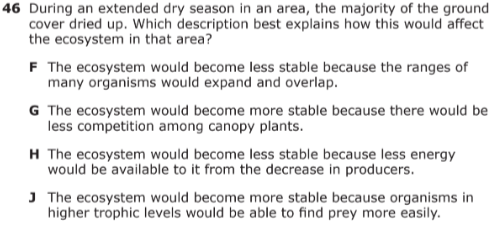 46 During an extended dry season in an area, the majority of the ground
cover dried up. Which description best explains how this would affect
the ecosystem in that area?
F The ecosystem would become less stable because the ranges of
many organisms would expand and overlap.
G The ecosystem would become more stable because there would be
less competition among canopy plants.
H The ecosystem would become less stable because less energy
would be available to it from the decrease in producers.
J The ecosystem would become more stable because organisms in
higher trophic levels would be able to find prey more easily.